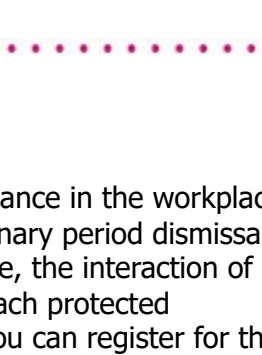 ance in the workplac
nary period dismissa
e, the interaction of
ach protected
ou can register for th